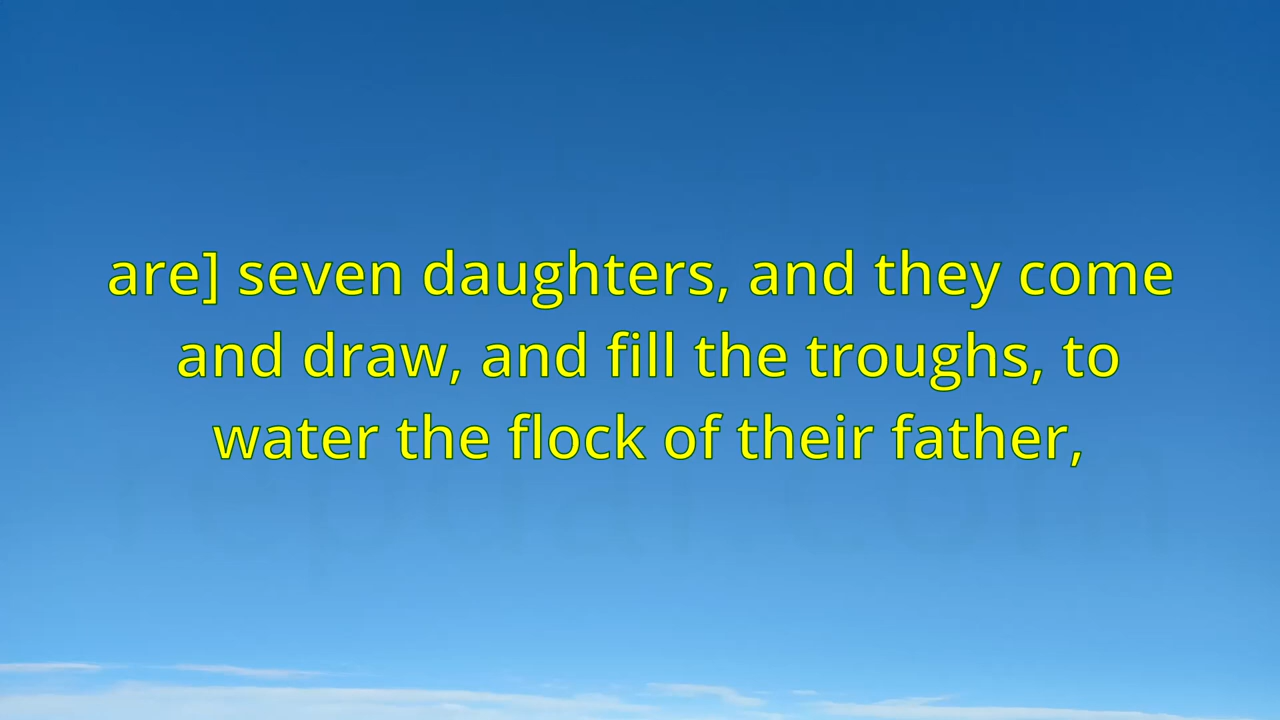 are] seven daughters, and they come
and draw, and fill the troughs, to
water the flock of their father,